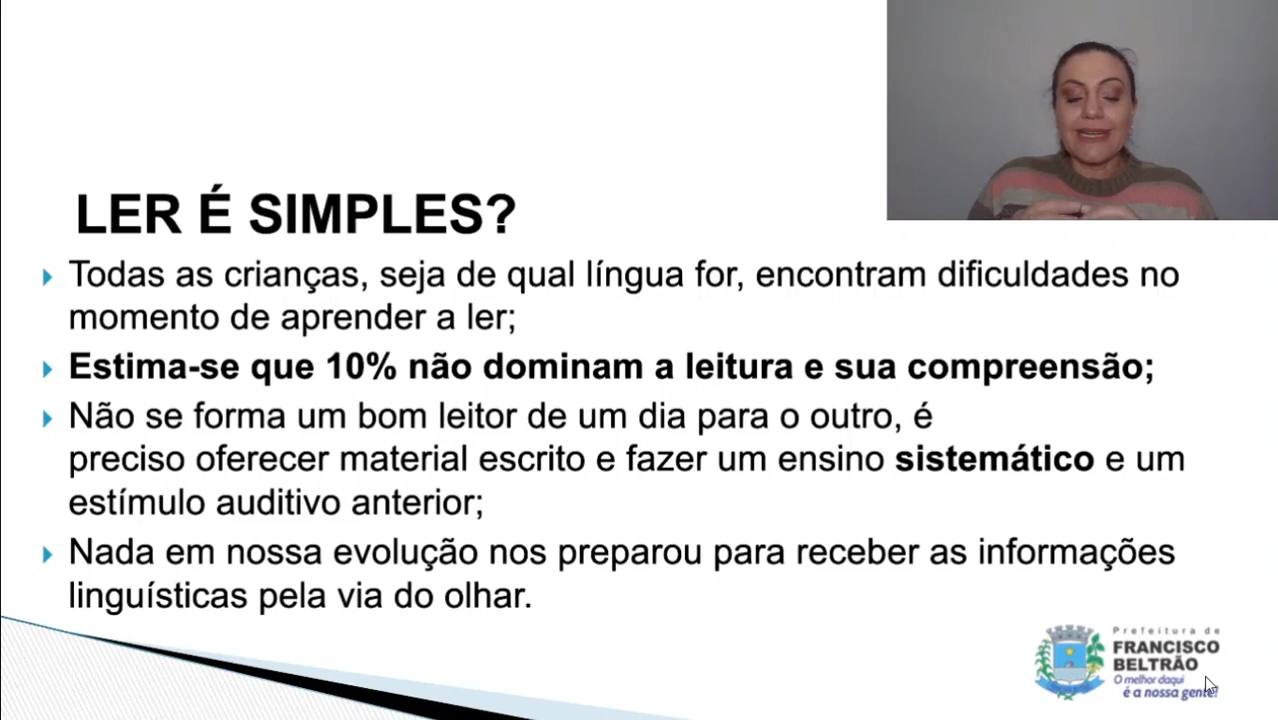 LER É SIMPLES?
Todas as crianças, seja de qual língua for, encontram dificuldades no
momento de aprender a ler;
Estima-se que 10% não dominam a leitura e sua compreensão;
Não se forma um bom leitor de um dia para o outro, é
preciso oferecer material escrito e fazer um ensino sistemático e um
estímulo auditivo anterior;
Nada em nossa evolução nos preparou para receber as informações
linguísticas pela via do olhar.
Prefeitura de
FRANCISCO
BELTRÃO
O melhor daqui
é a nossa gente!